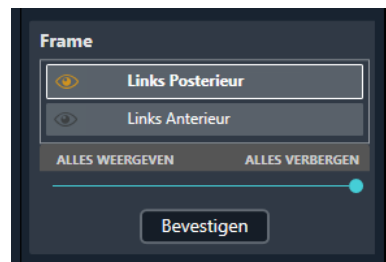 Frame
Links Posterieur
Links Anterieur
ALLES WEERGEVEN ALLES VERBERGEN
Bevestigen